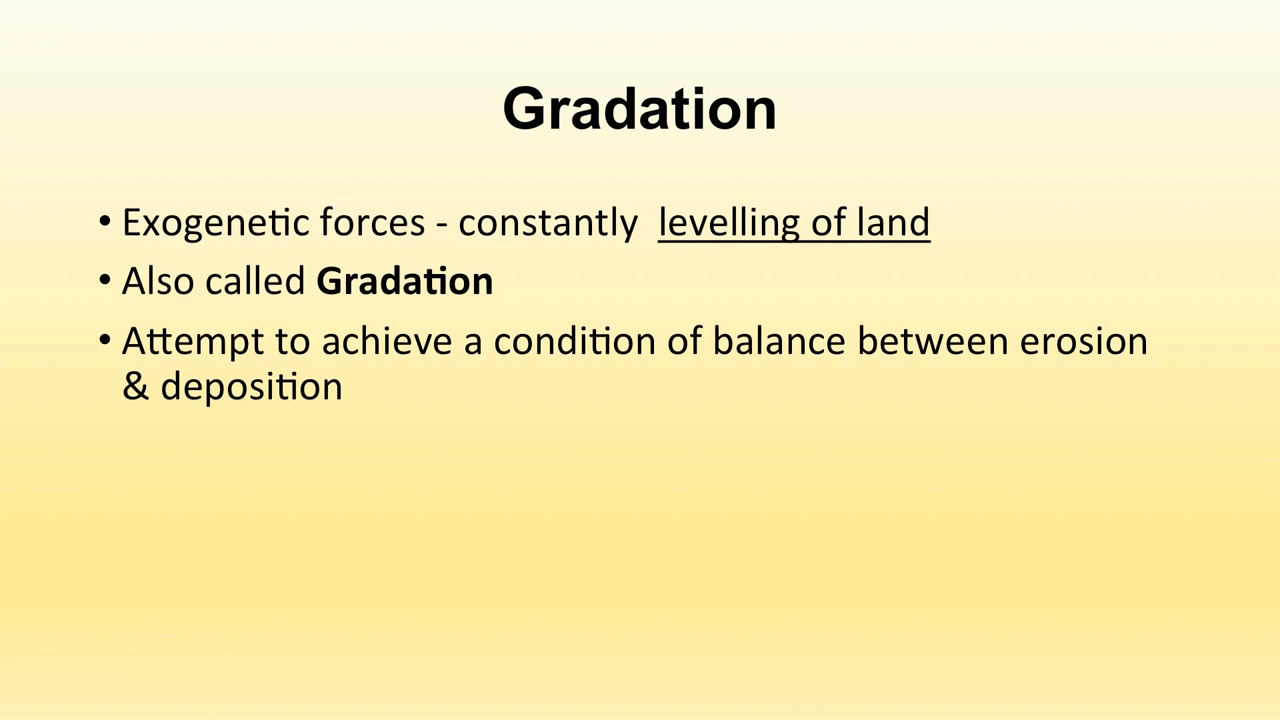 Gradation
• Exogenetic forces - constantly  levelling of land
• Also called Gradation
• Attempt to achieve a condition of balance between erosion
& deposition